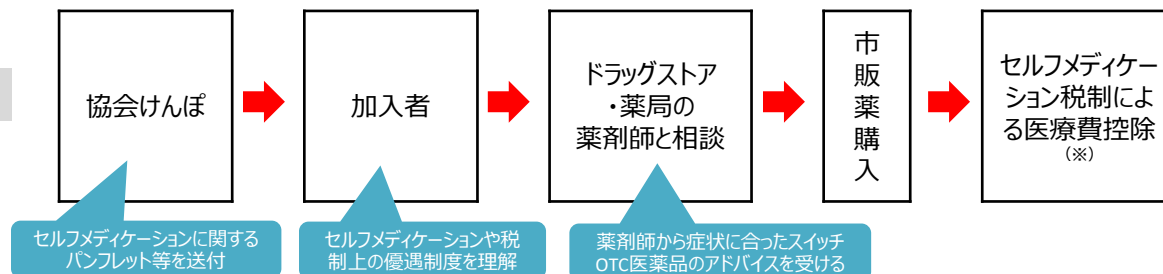 協会けんぽ
加入者
ドラッグストア
・薬局の
薬剤師と相談
市
販
薬
購
入
セルフメディケー
ション税制によ
る医療費控除
(※)
セルフメディケーションに関する
パンフレット等を送付
セルフメディケーションや税
制上の優遇制度を理解
薬剤師から症状に合ったスイッチ
OTC医薬品のアドバイスを受ける